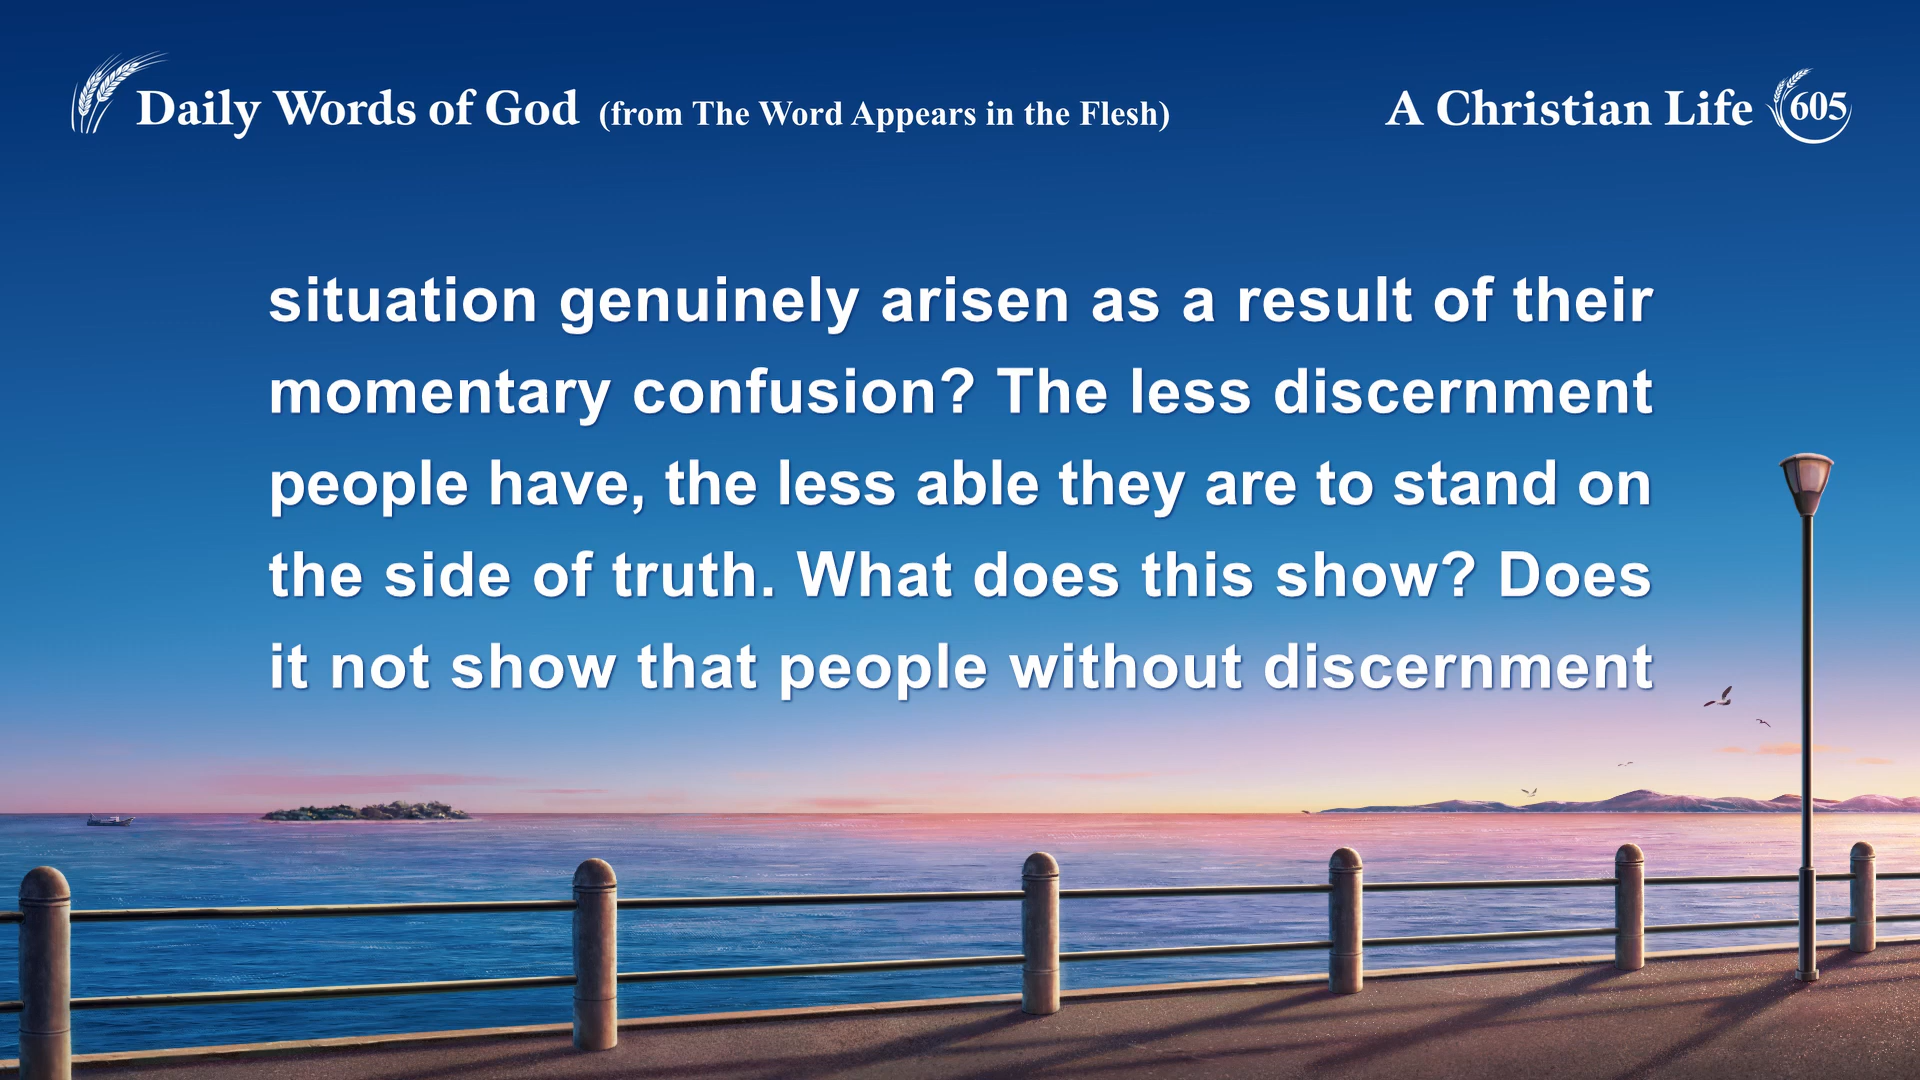 Daily Words of God (from The Word Appears in the Flesh)
A Christian Life 605
situation genuinely arisen as a result of their
momentary confusion? The less discernment
people have, the less able they are to stand on
the side of truth. What does this show? Does
it not show that people without discernment